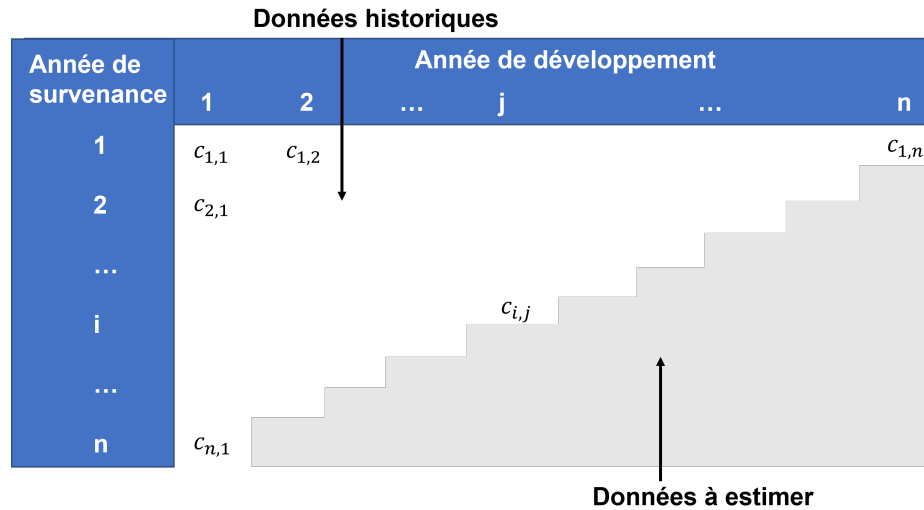 Données historiques
Année de survenance
Année de développement
1 2 … j … n
1 c1,1 c1,2 c1,n
2 c2,1
…
i ci,j
…
n cn,1
Données à estimer